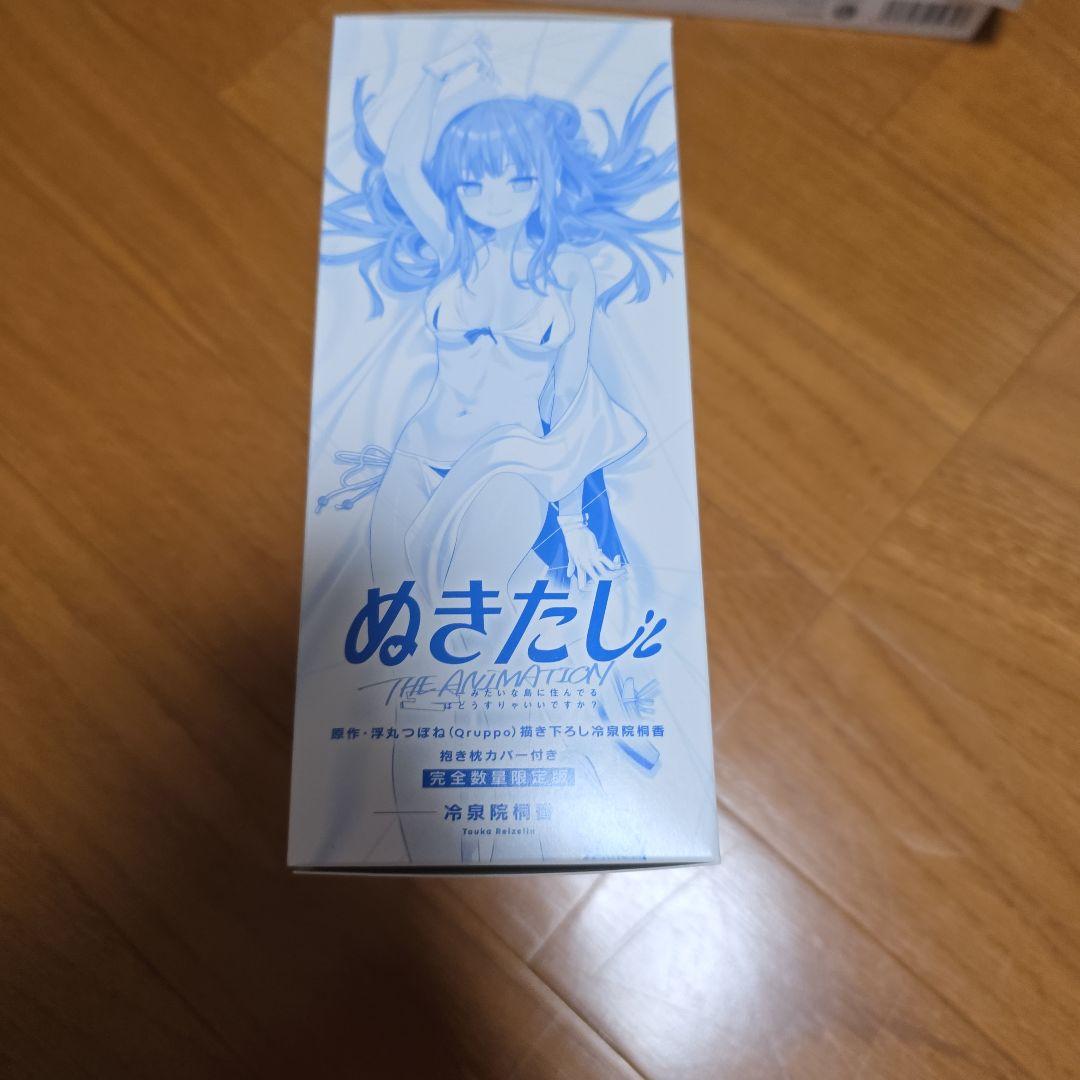 ぬきたし
THE ANIMATION
みたいな島に住んでる
はどうすりゃいいですか?
原作・浮丸つぼね(Qruppo)描き下ろし冷泉院桐香
抱き枕カバー付き
完全数量限定版
冷泉院桐香
Touka Reizeiin